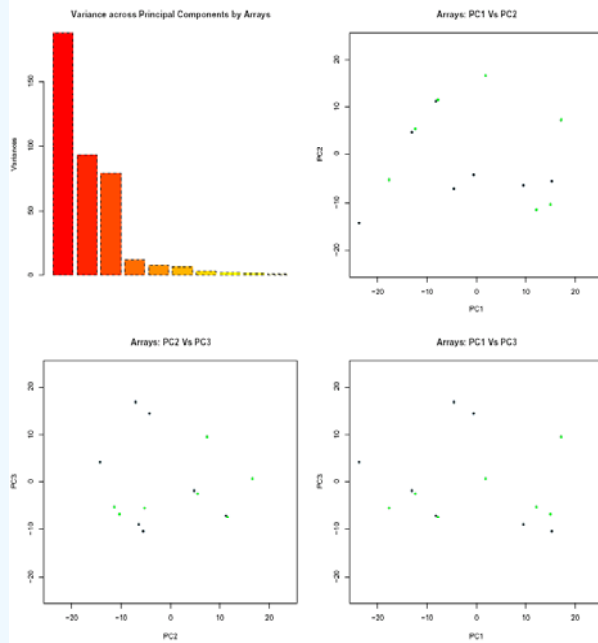 Variance across Principal Components by Arrays
Variances
0
50
100
150
Arrays: PC1 Vs PC2
PC2
20
10
0
−10
−20
−20 −10 0 10 20
PC1
Arrays: PC2 Vs PC3
PC3
20
10
0
−10
−20
−20 −10 0 10 20
PC2
Arrays: PC1 Vs PC3
PC3
20
10
0
−10
−20
−20 −10 0 10 20
PC1